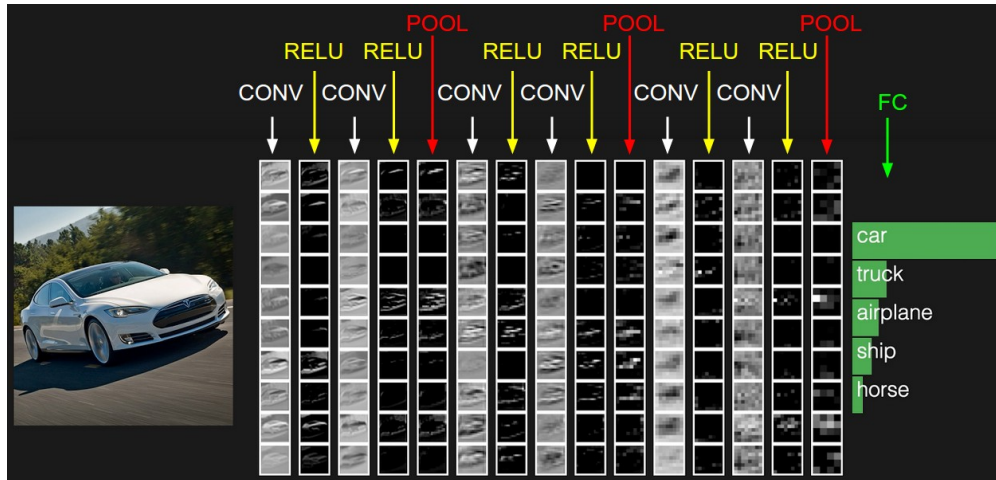 POOL POOL POOL
RELU RELU RELU RELU RELU RELU
CONV CONV CONV CONV CONV CONV
FC
car
truck
airplane
ship
horse